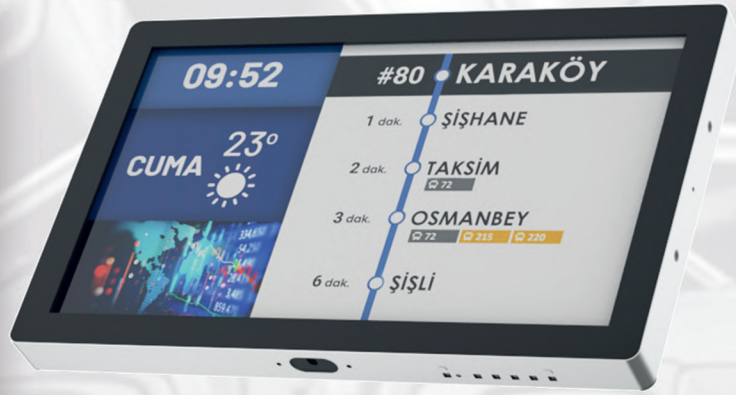 09:52
CUMA 23°
#80 KARAKÖY
1 dak. ŞİŞHANE
2 dak. TAKSİM
72
3 dak. OSMANBEY
72 215 220
6 dak. ŞİŞLİ